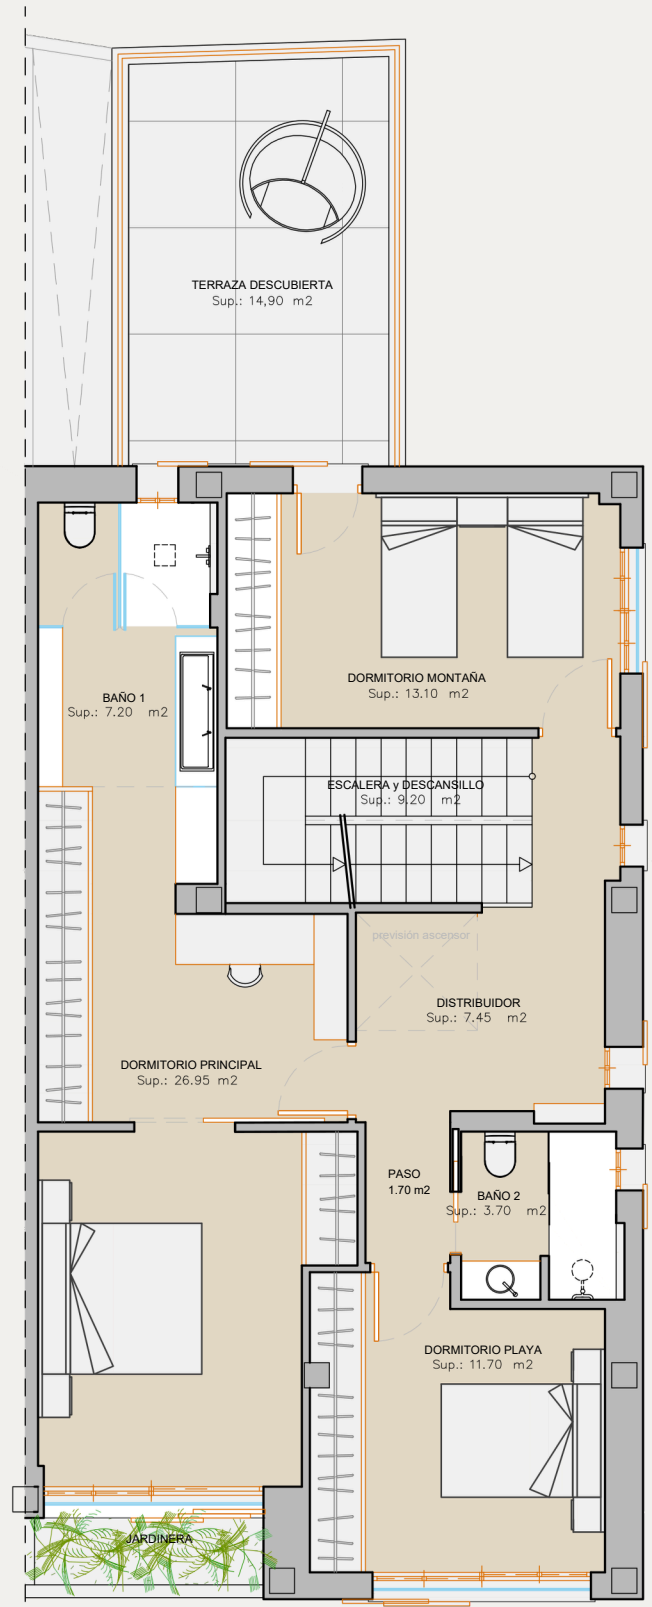 TERRAZA DESCUBIERTA
Sup.: 14,90 m2
DORMITORIO MONTAÑA
Sup.: 13.10 m2
BAÑO 1
Sup.: 7.20 m2
ESCALERA y DESCANSILLO
Sup.: 9.20 m2
previsión ascensor
DISTRIBUIDOR
Sup.: 7.45 m2
DORMITORIO PRINCIPAL
Sup.: 26.95 m2
PASO
1.70 m2
BAÑO 2
Sup.: 3.70 m2
DORMITORIO PLAYA
Sup.: 11.70 m2
JARDINERA